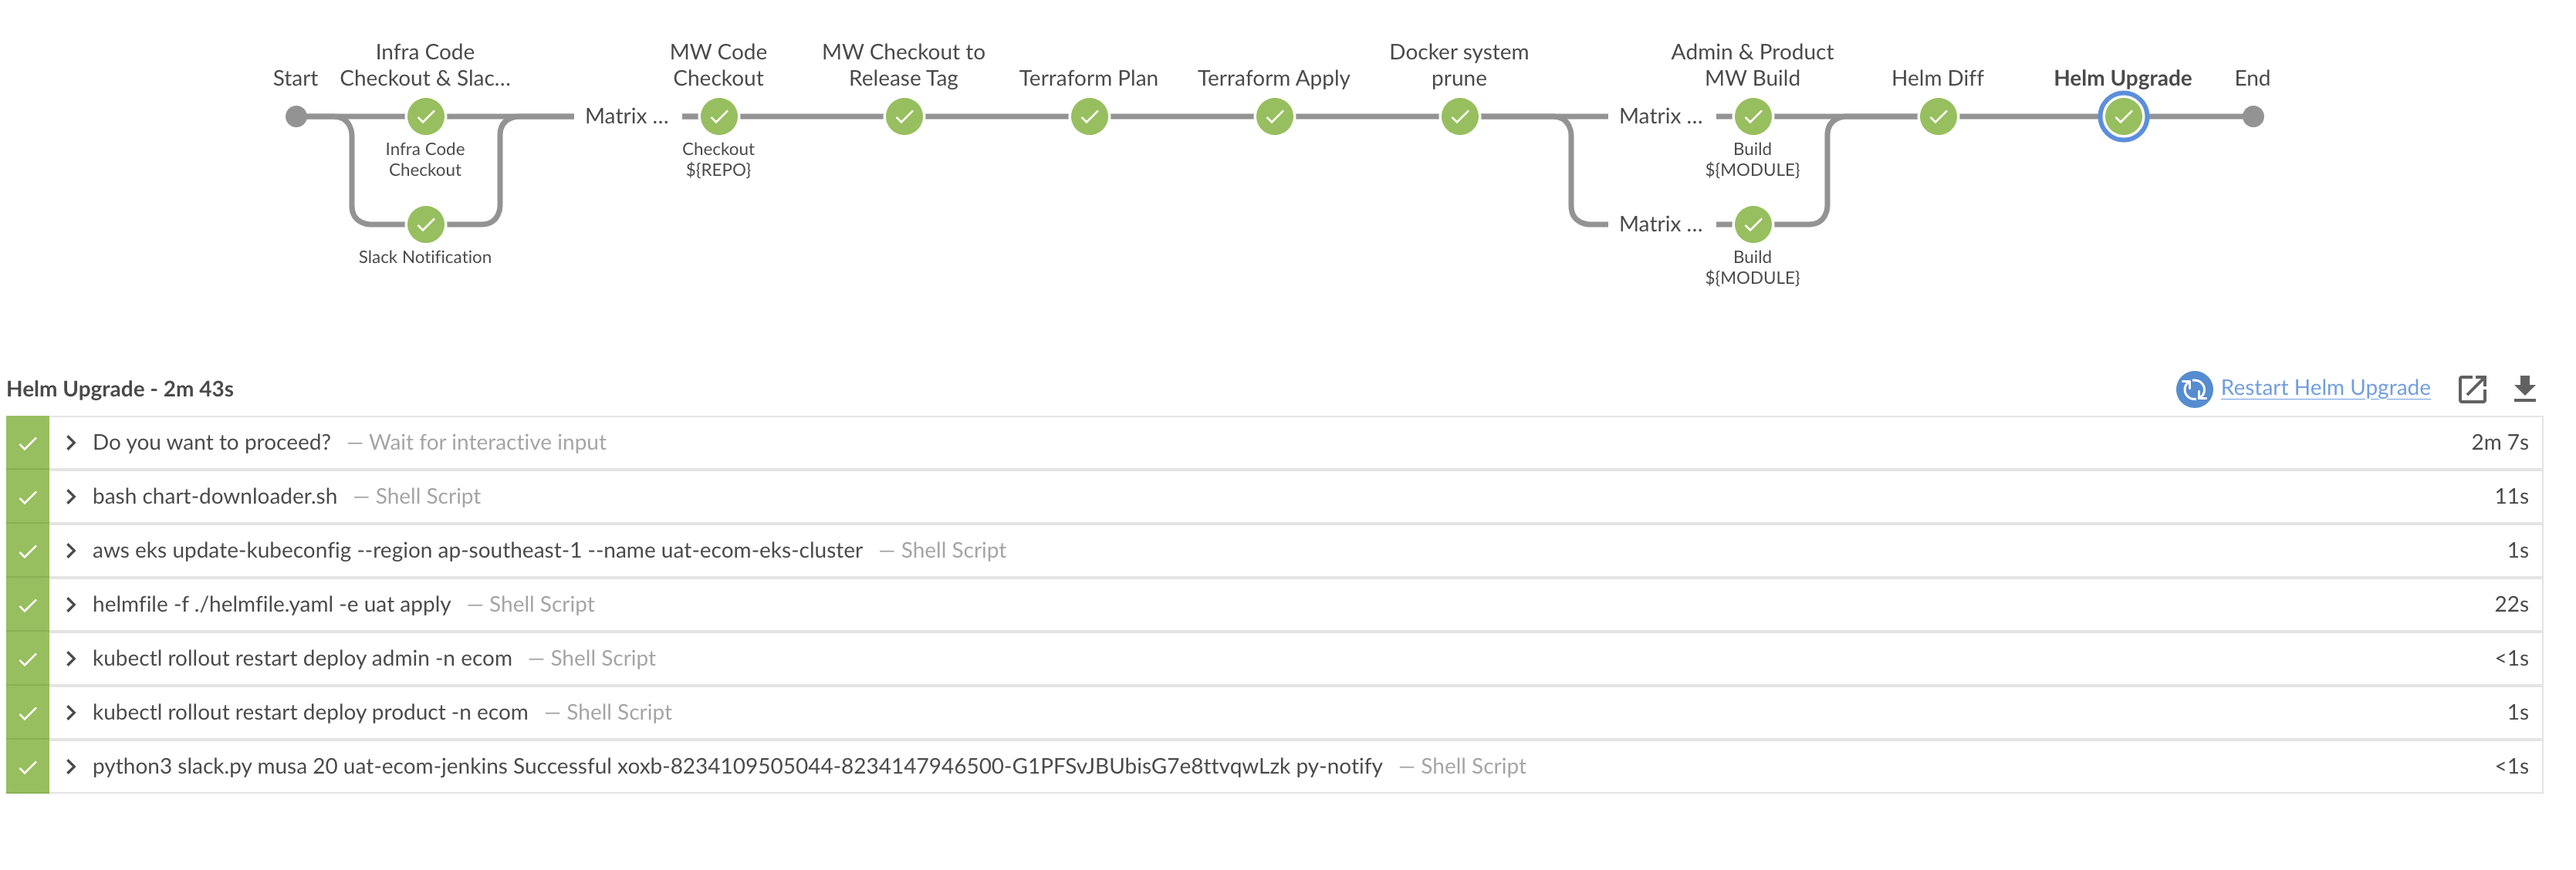 Start
Infra Code
Checkout & Slac...
MW Code
Checkout
MW Checkout to
Release Tag
Terraform Plan
Terraform Apply
Docker system
prune
Admin & Product
MW Build
Helm Diff
Helm Upgrade
End
Matrix ...
Matrix ...
Infra Code
Checkout
Checkout
${REPO}
Build
${MODULE}
Matrix ...
Slack Notification
Build
${MODULE}
Helm Upgrade - 2m 43s
Restart Helm Upgrade
Do you want to proceed? — Wait for interactive input 2m 7s
bash chart-downloader.sh — Shell Script 11s
aws eks update-kubeconfig --region ap-southeast-1 --name uat-ecom-eks-cluster — Shell Script 1s
helmfile -f ./helmfile.yaml -e uat apply — Shell Script 22s
kubectl rollout restart deploy admin -n ecom — Shell Script <1s
kubectl rollout restart deploy product -n ecom — Shell Script 1s
python3 slack.py musa 20 uat-ecom-jenkins Successful xoxb-8234109505044-8234147946500-G1PFSvJBUbisG7e8ttvqwLzk py-notify — Shell Script <1s